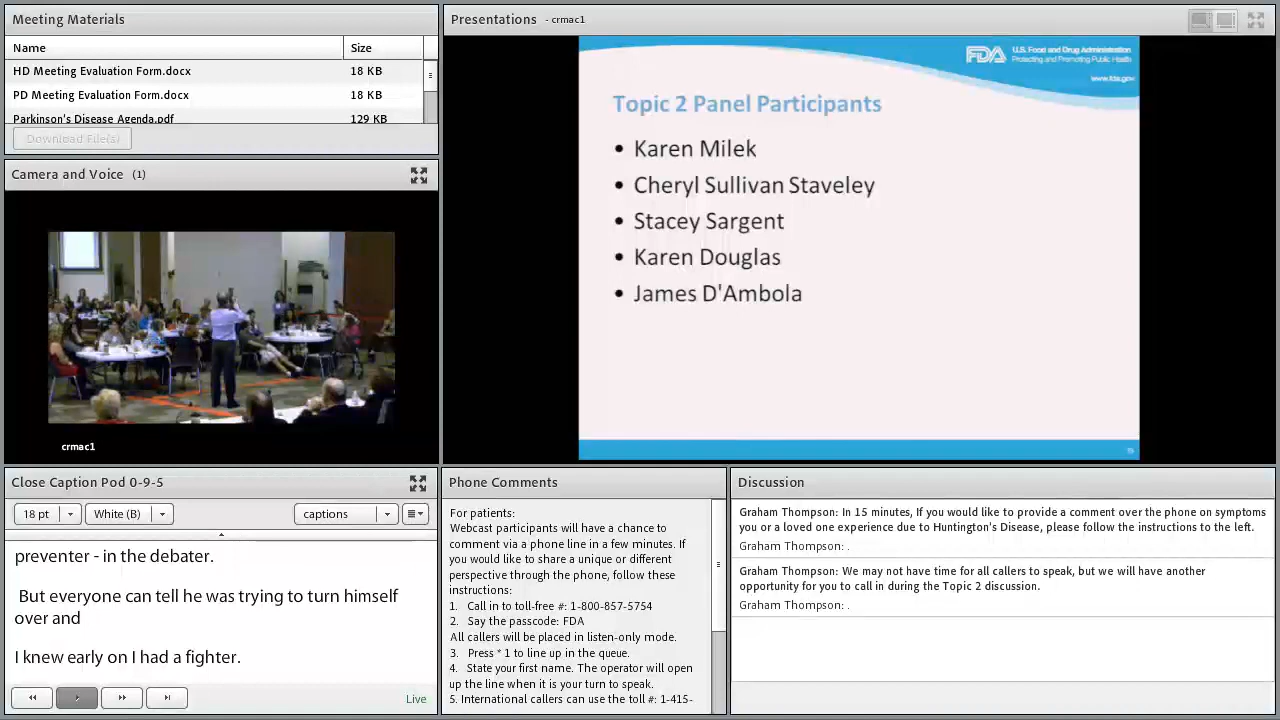 Meeting Materials
Name Size
HD Meeting Evaluation Form.docx 18 KB
PD Meeting Evaluation Form.docx 18 KB
Parkinson's Disease Agenda.pdf 129 KB
Download File(s)
Camera and Voice (1)
crmac1
Presentations - crmac1
FDA U.S. Food and Drug Administration
Protecting and Promoting Public Health
www.fda.gov
Topic 2 Panel Participants
• Karen Milek
• Cheryl Sullivan Staveley
• Stacey Sargent
• Karen Douglas
• James D'Ambola
Close Caption Pod 0-9-5
18 pt White (B) captions
preventer - in the debater.
But everyone can tell he was trying to turn himself
over and
I knew early on I had a fighter.
Live
Phone Comments
For patients:
Webcast participants will have a chance to
comment via a phone line in a few minutes. If
you would like to share a unique or different
perspective through the phone, follow these
instructions:
1. Call in to toll-free #: 1-800-857-5754
2. Say the passcode: FDA
All callers will be placed in listen-only mode.
3. Press * 1 to line up in the queue.
4. State your first name. The operator will open
up the line when it is your turn to speak.
5. International callers can use the toll #: 1-415-
Discussion
Graham Thompson: In 15 minutes, If you would like to provide a comment over the phone on symptoms
you or a loved one experience due to Huntington's Disease, please follow the instructions to the left.
Graham Thompson: .
Graham Thompson: We may not have time for all callers to speak, but we will have another
opportunity for you to call in during the Topic 2 discussion.
Graham Thompson: .